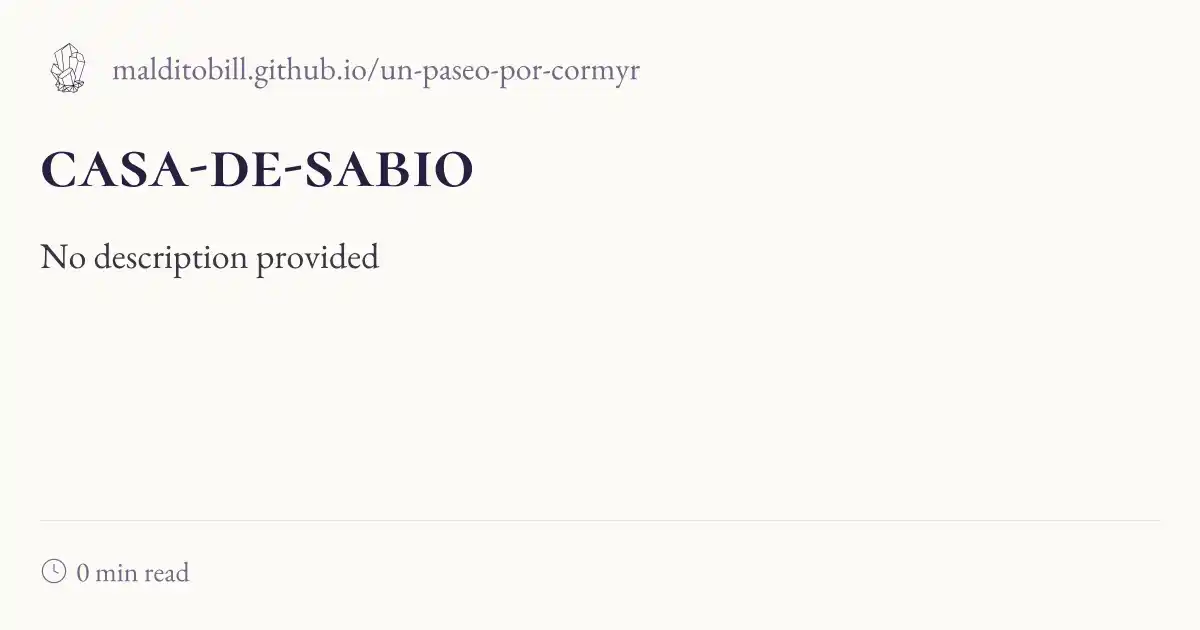 malditobill.github.io/un-paseo-por-cormyr
CASA-DE-SABIO
No description provided
0 min read